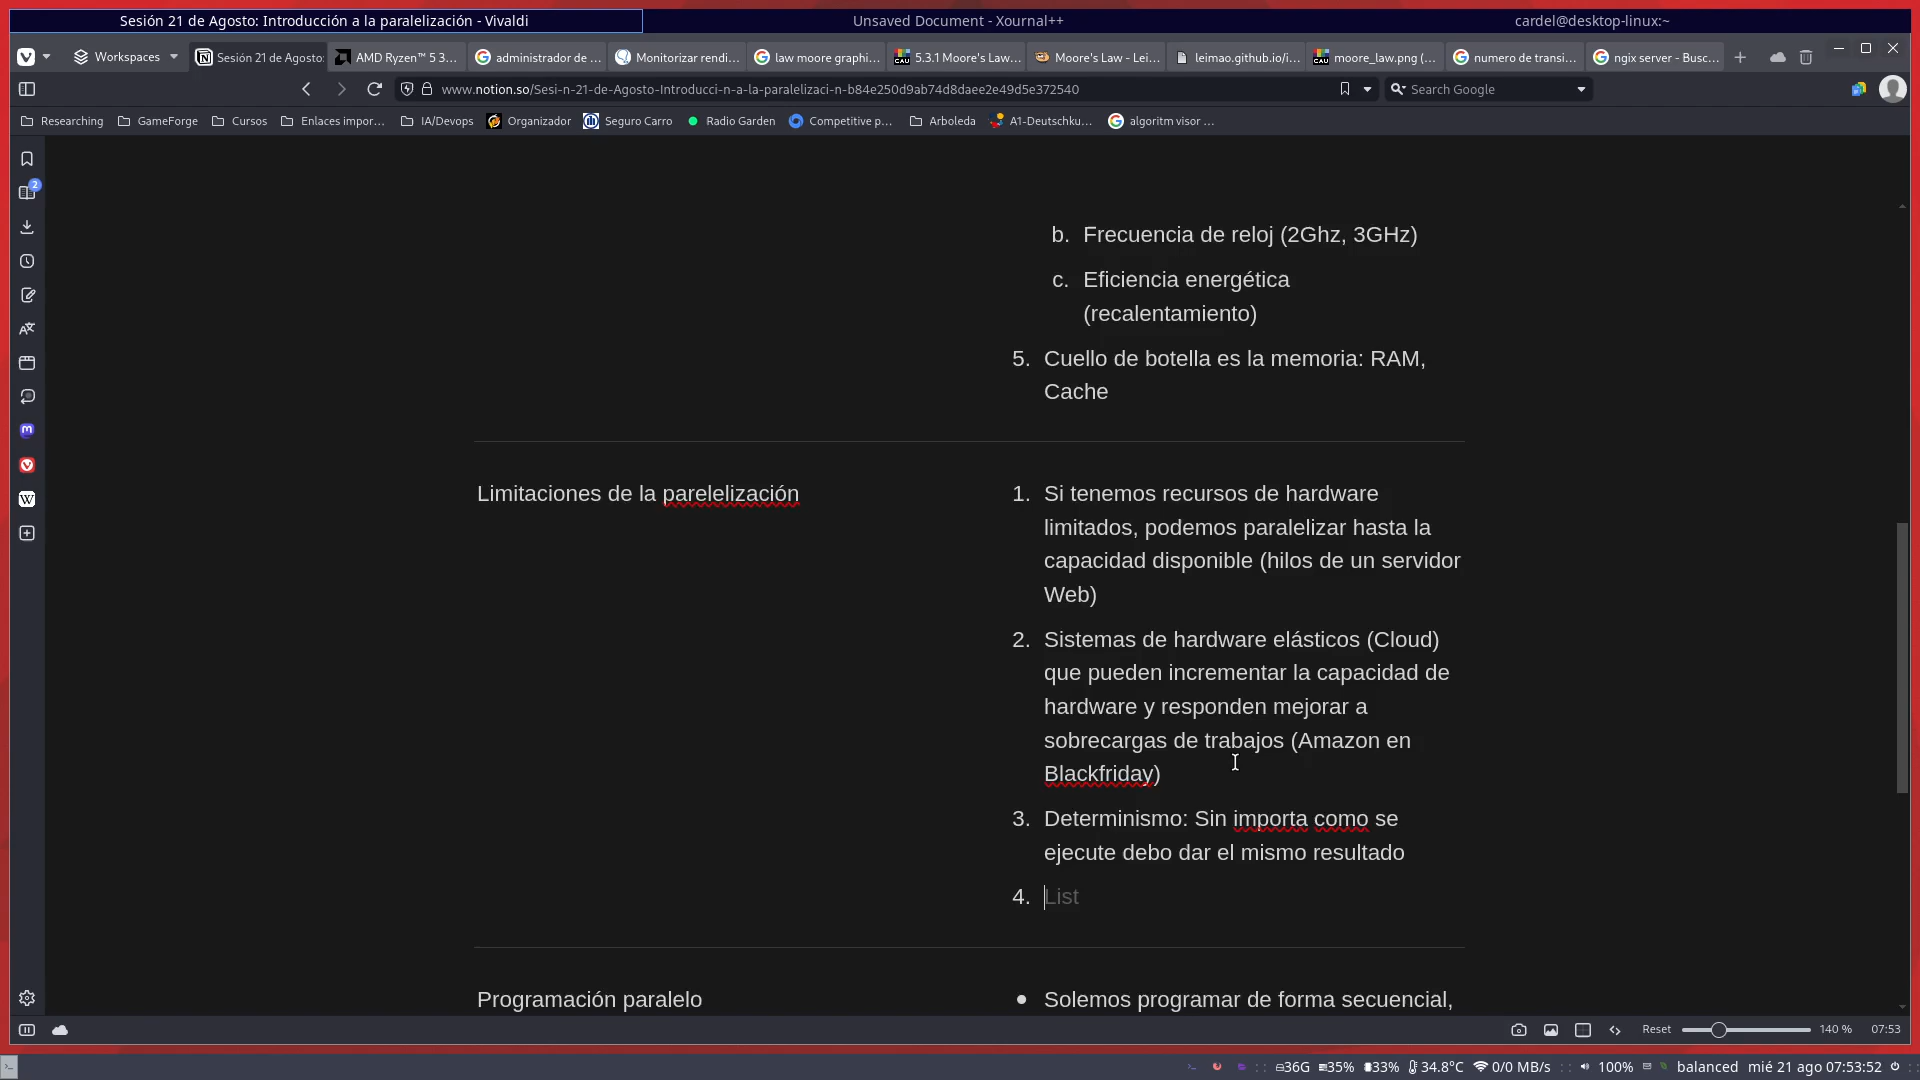 Sesión 21 de Agosto: Introducción a la paralelización - Vivaldi
Unsaved Document - Xournal++
cardel@desktop-linux:~
Workspaces
Sesión 21 de Agosto:
AMD Ryzen™ 5 3...
administrador de ...
Monitorizar rendi...
law moore graphi...
5.3.1 Moore's Law...
Moore's Law - Lei...
leimao.github.io/i...
moore_law.png (...
numero de transi...
ngix server - Busc...
www.notion.so/Sesi-n-21-de-Agosto-Introducci-n-a-la-paralelizaci-n-b84e250d9ab74d8daee2e49d5e372540
Search Google
Researching
GameForge
Cursos
Enlaces impor...
IA/Devops
Organizador
Seguro Carro
Radio Garden
Competitive p...
Arboleda
A1-Deutschku...
algoritm visor ...
2
b. Frecuencia de reloj (2Ghz, 3GHz)
c. Eficiencia energética
(recalentamiento)
5. Cuello de botella es la memoria: RAM,
Cache
Limitaciones de la parelelización
1. Si tenemos recursos de hardware
limitados, podemos paralelizar hasta la
capacidad disponible (hilos de un servidor
Web)
2. Sistemas de hardware elásticos (Cloud)
que pueden incrementar la capacidad de
hardware y responden mejorar a
sobrecargas de trabajos (Amazon en
Blackfriday)
3. Determinismo: Sin importa como se
ejecute debo dar el mismo resultado
4. List
Programación paralelo
• Solemos programar de forma secuencial,
Reset
140 %
07:53
36G
35%
33%
34.8°C
0/0 MB/s
100%
balanced
mié 21 ago 07:53:52